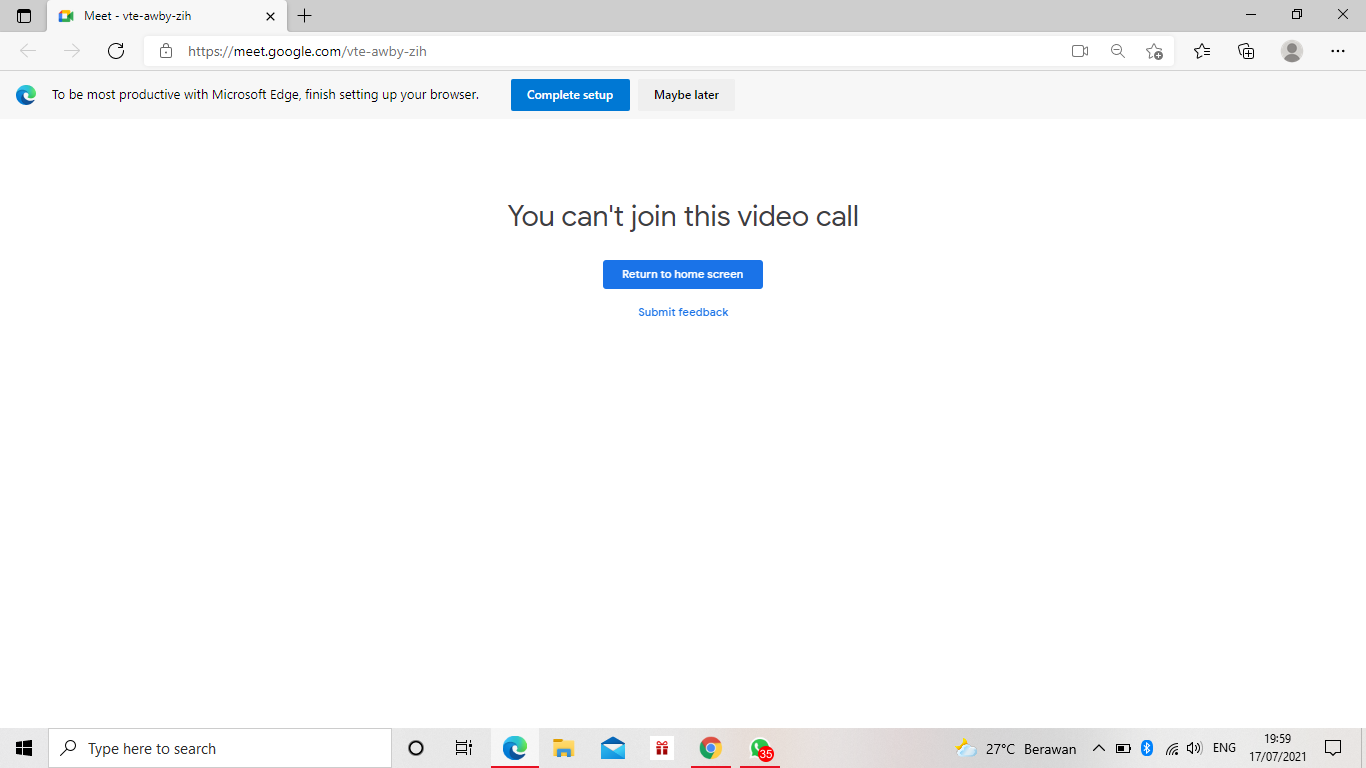 Meet - vte-awby-zih
https://meet.google.com/vte-awby-zih
To be most productive with Microsoft Edge, finish setting up your browser.
Complete setup
Maybe later
You can't join this video call
Return to home screen
Submit feedback
Type here to search
35
27°C Berawan
ENG
19:59
17/07/2021